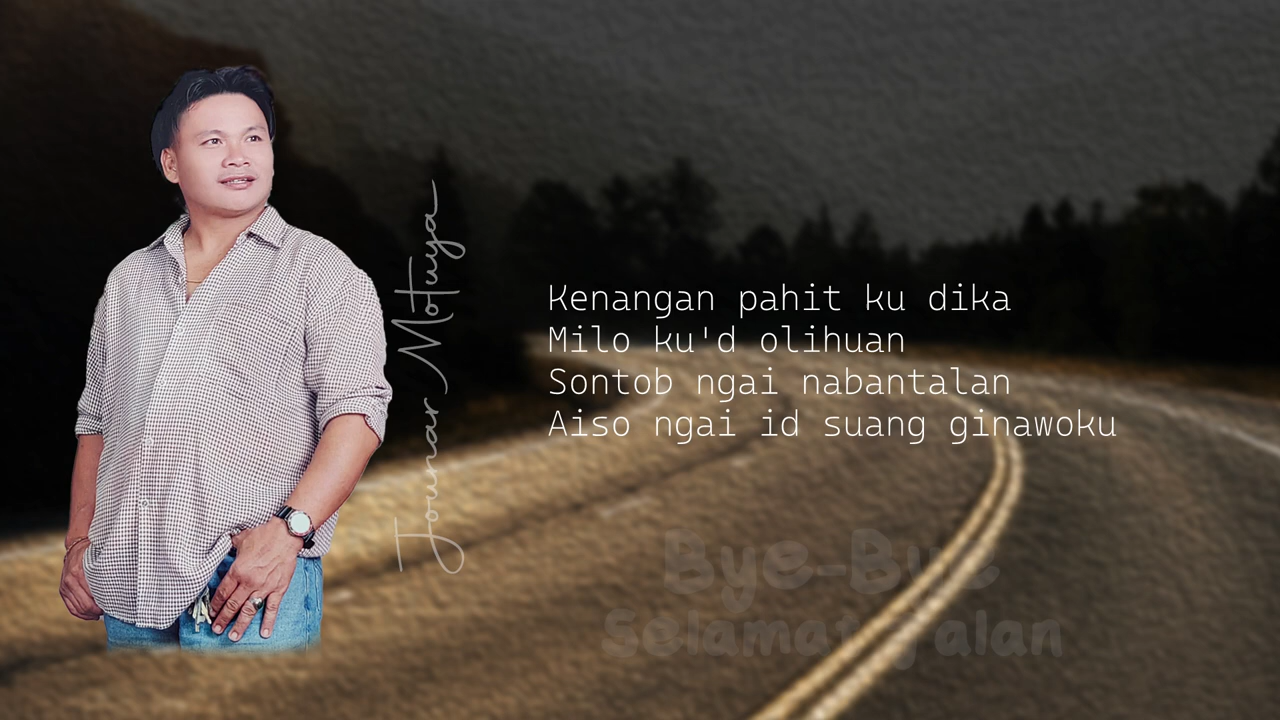 Jounar Motuya
Kenangan pahit ku dika
Milo ku'd olihuan
Sontob ngai nabantalan
Aiso ngai id suang ginawoku
Bye-Bye
Selamat Jalan